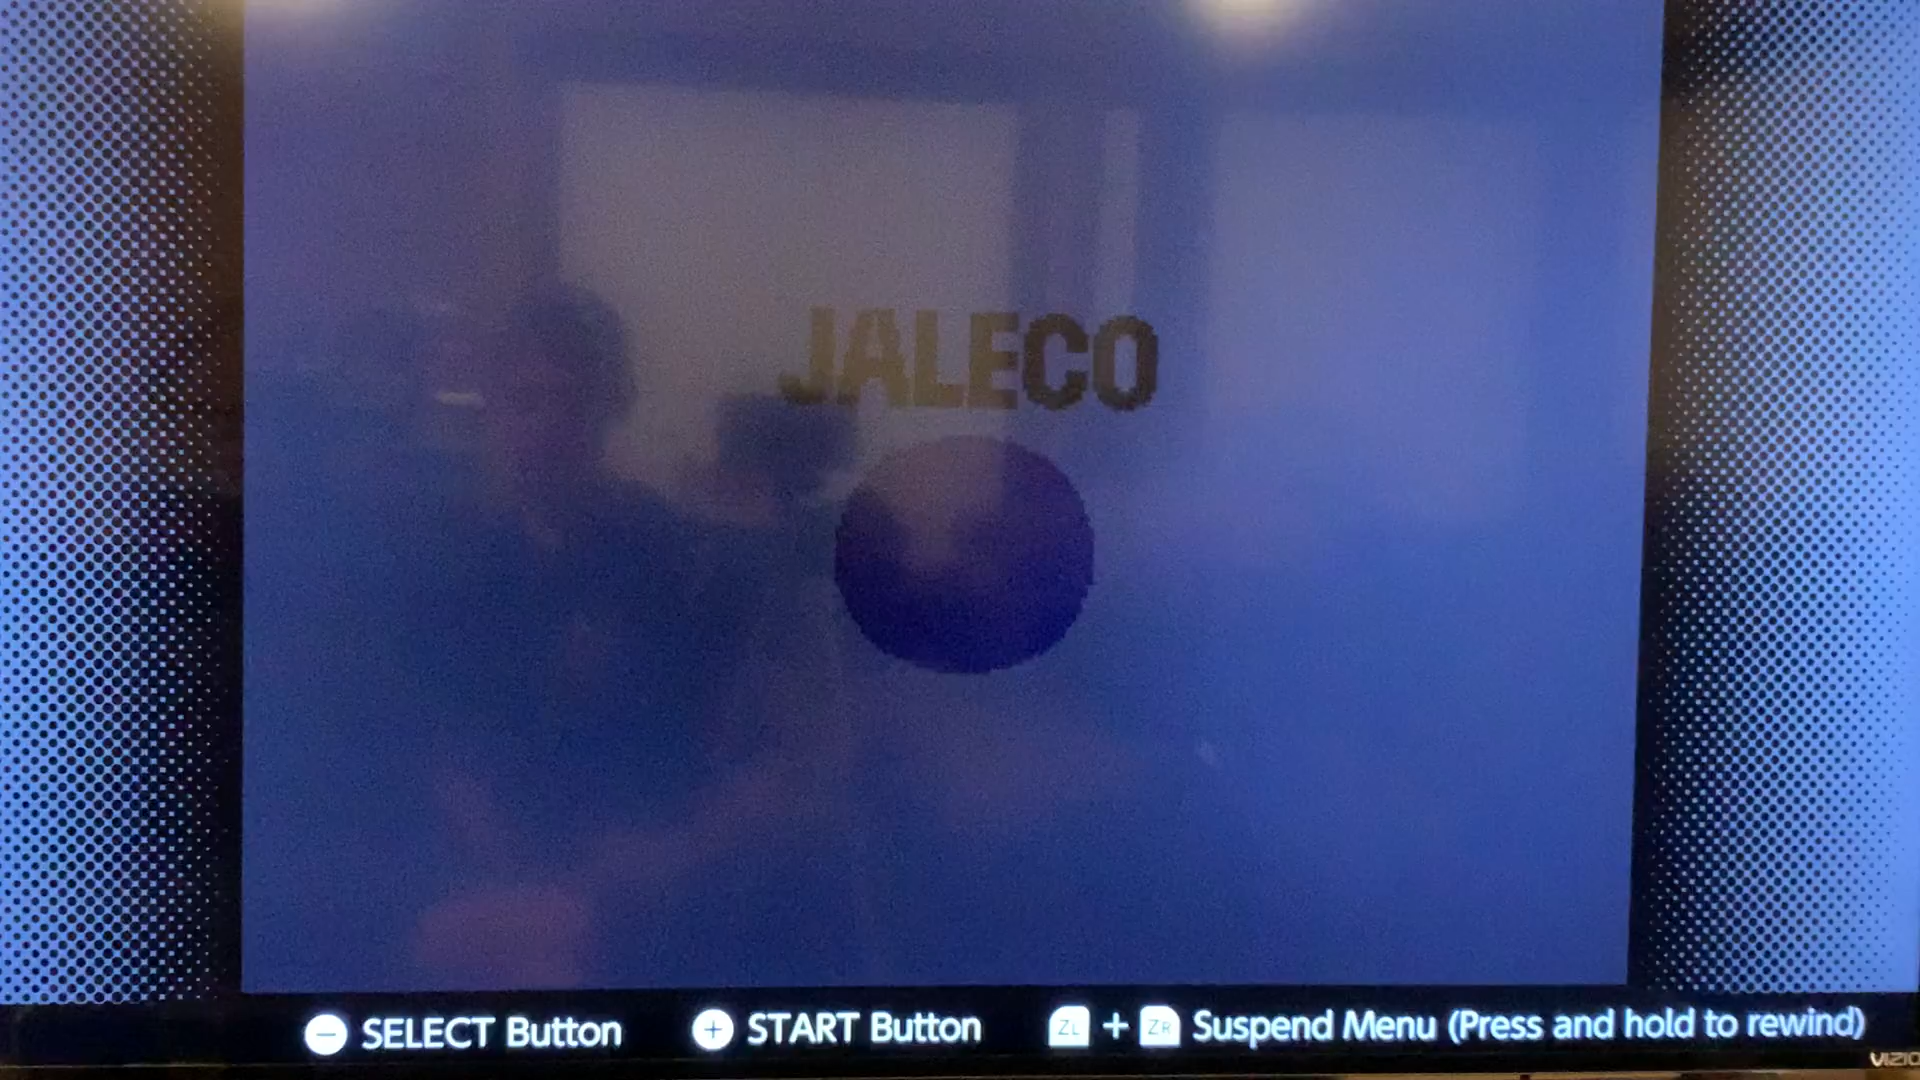 JALECO
SELECT Button START Button ZL + ZR Suspend Menu (Press and hold to rewind)
VIZIO